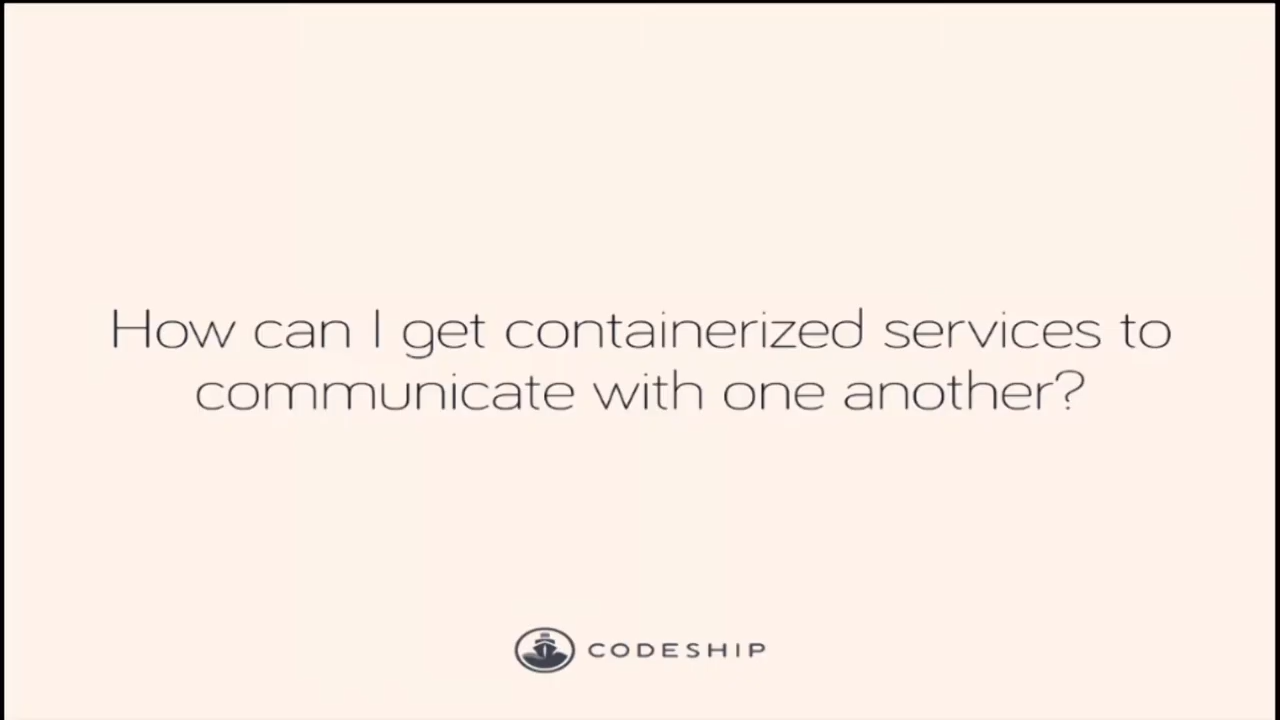 How can I get containerized services to
communicate with one another?
CODESHIP